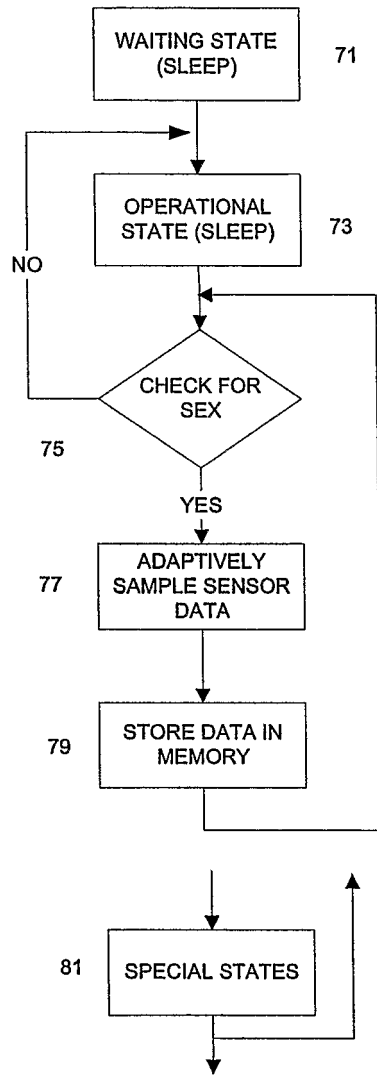 WAITING STATE
(SLEEP)
71
OPERATIONAL
STATE (SLEEP)
73
NO
CHECK FOR
SEX
75
YES
ADAPTIVELY
SAMPLE SENSOR
DATA
77
STORE DATA IN
MEMORY
79
SPECIAL STATES
81